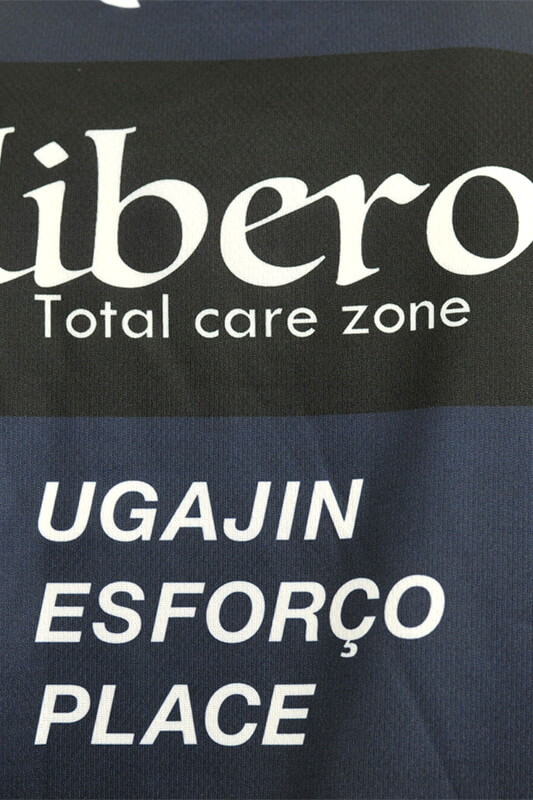 libero
Total care zone
UGAJIN
ESFORÇO
PLACE